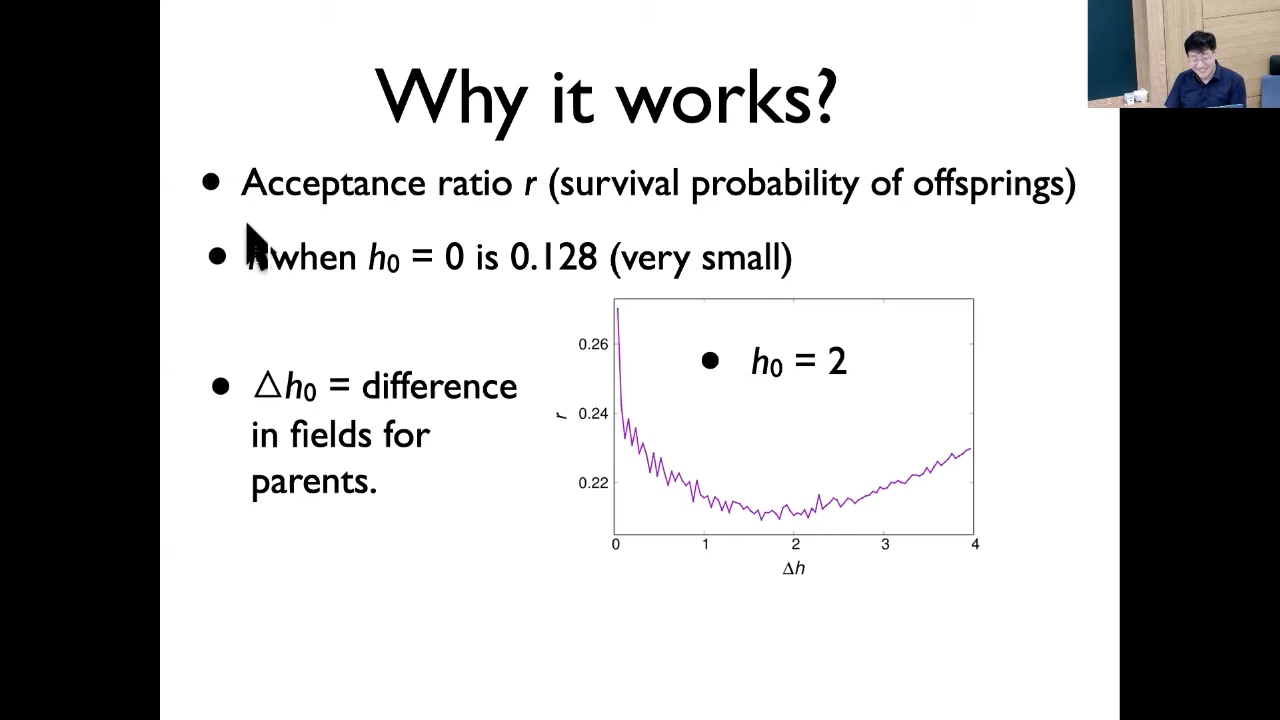 Why it works?
• Acceptance ratio r (survival probability of offsprings)
• when h₀ = 0 is 0.128 (very small)
• △h₀ = difference
in fields for
parents.
• h₀ = 2
0.26
0.24
0.22
r
0 1 2 3 4
Δh